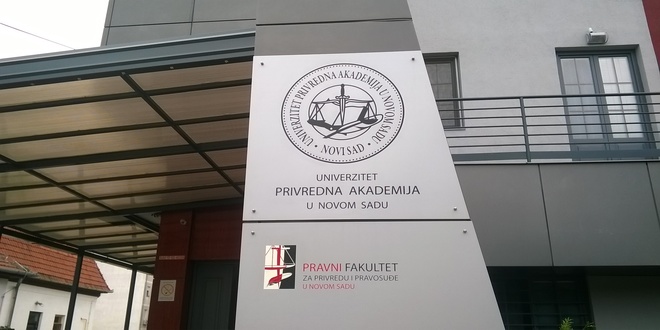 UNIVERZITET PRIVREDNA AKADEMIJA U NOVOM SADU
· NOVI SAD ·
UNIVERZITET
PRIVREDNA AKADEMIJA
U NOVOM SADU
PRAVNI FAKULTET
ZA PRIVREDU I PRAVOSUĐE
U NOVOM SADU